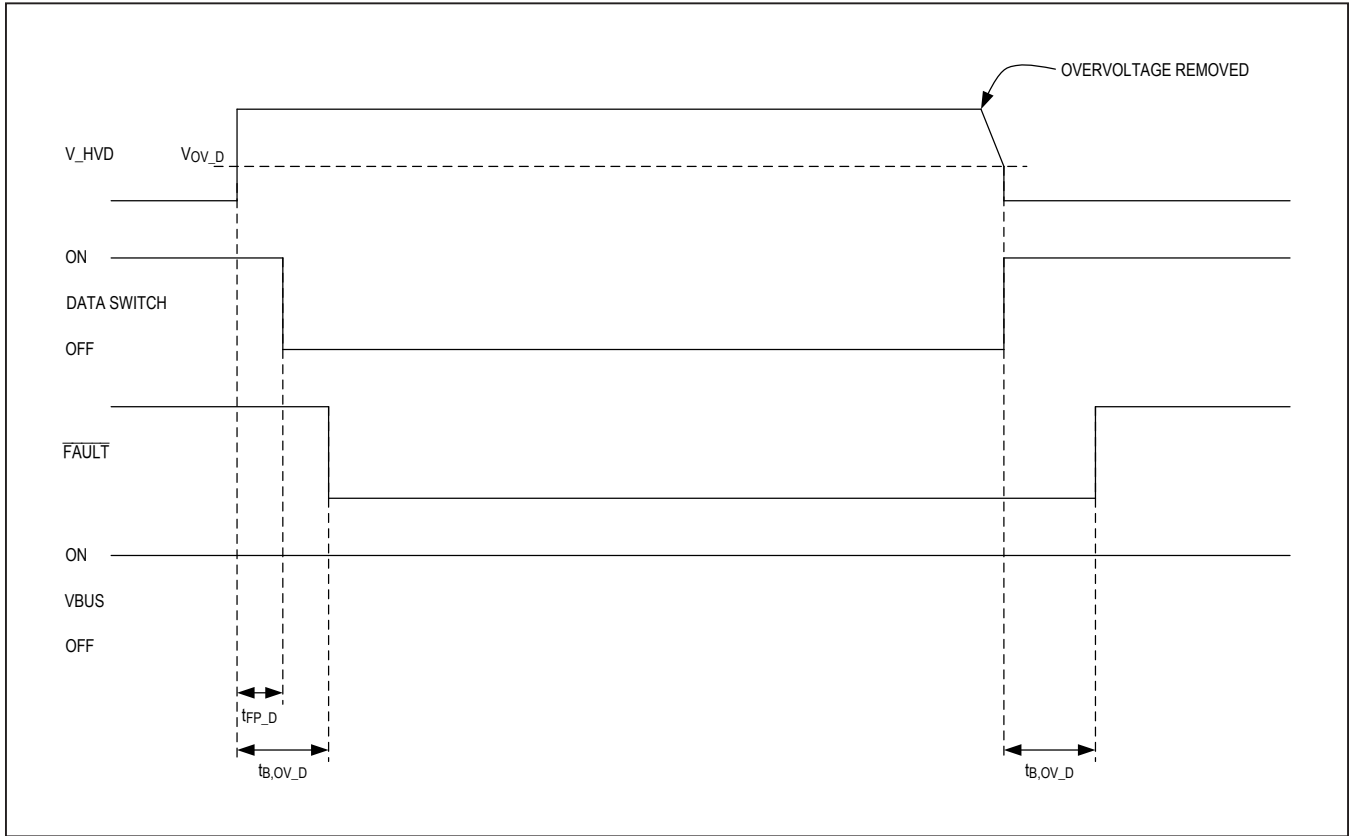 OVERVOLTAGE REMOVED
V_HVD
VOV_D
ON
DATA SWITCH
OFF
FAULT
ON
VBUS
OFF
tFP_D
tB,OV_D
tB,OV_D